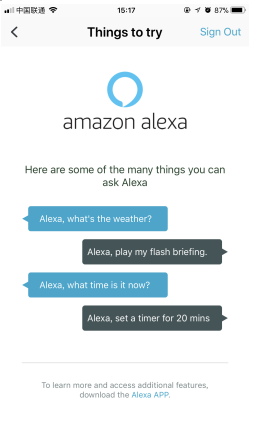 中国联通 15:17 87%
Things to try Sign Out
amazon alexa
Here are some of the many things you can
ask Alexa
Alexa, what's the weather?
Alexa, play my flash briefing.
Alexa, what time is it now?
Alexa, set a timer for 20 mins
To learn more and access additional features,
download the Alexa APP.